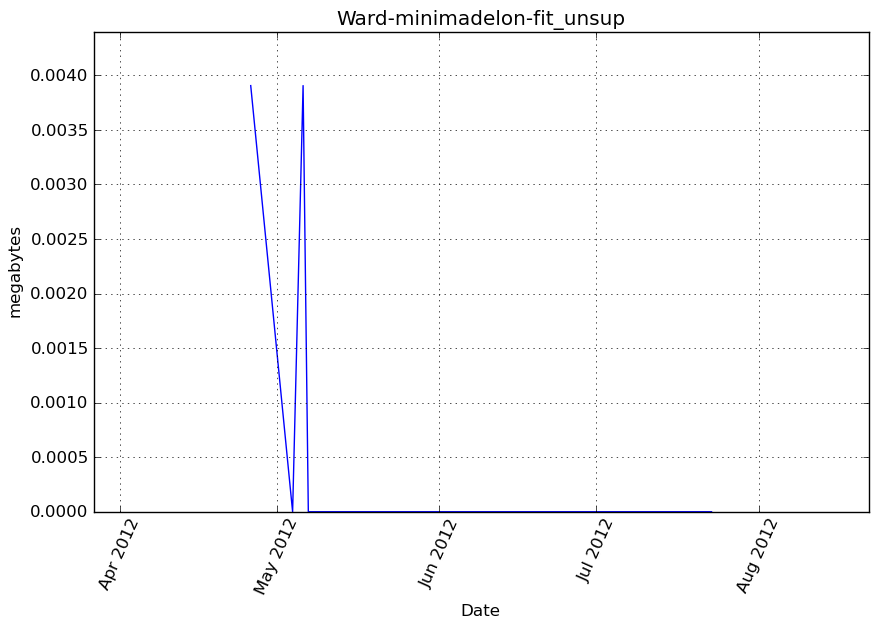 Ward-minimadelon-fit_unsup
megabytes
0.0040
0.0035
0.0030
0.0025
0.0020
0.0015
0.0010
0.0005
0.0000
Apr 2012
May 2012
Jun 2012
Jul 2012
Aug 2012
Date